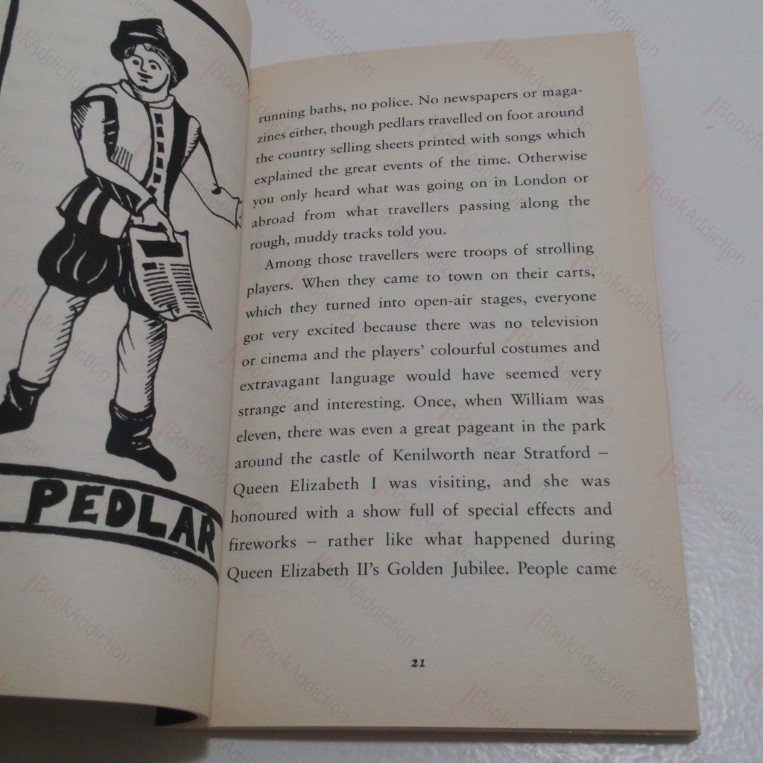 PEDLAR
running baths, no police. No newspapers or maga-
zines either, though pedlars travelled on foot around
the country selling sheets printed with songs which
explained the great events of the time. Otherwise
you only heard what was going on in London or
abroad from what travellers passing along the
rough, muddy tracks told you.
Among those travellers were troops of strolling
players. When they came to town on their carts,
which they turned into open-air stages, everyone
got very excited because there was no television
or cinema and the players' colourful costumes and
extravagant language would have seemed very
strange and interesting. Once, when William was
eleven, there was even a great pageant in the park
around the castle of Kenilworth near Stratford –
Queen Elizabeth I was visiting, and she was
honoured with a show full of special effects and
fireworks – rather like what happened during
Queen Elizabeth II's Golden Jubilee. People came
21
BookAddiction